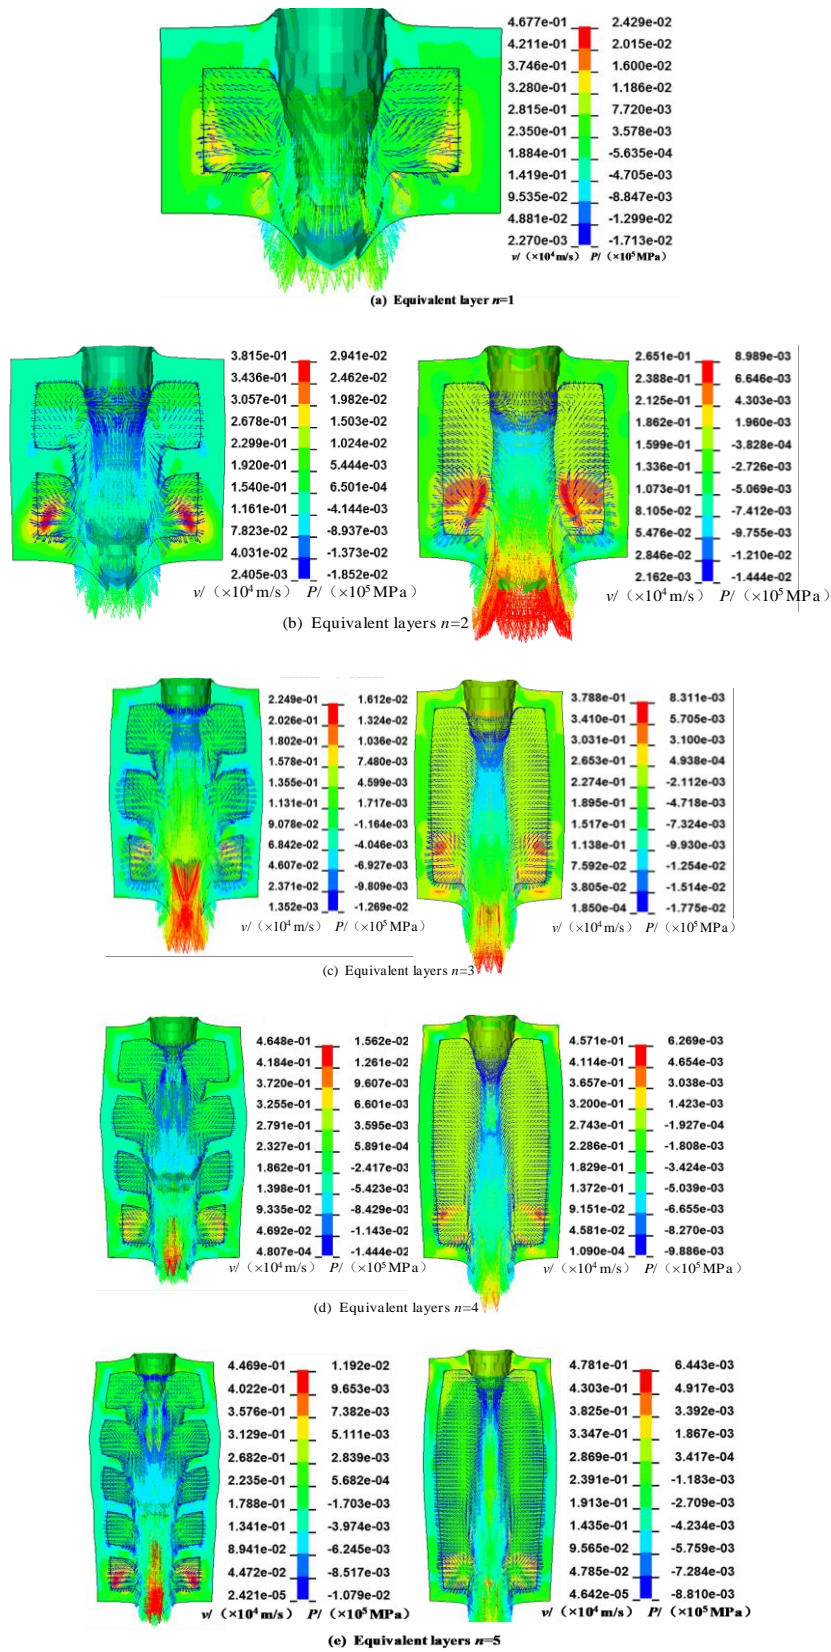 4.677e-01 2.429e-02
4.211e-01 2.015e-02
3.746e-01 1.600e-02
3.280e-01 1.186e-02
2.815e-01 7.720e-03
2.350e-01 3.578e-03
1.884e-01 -5.635e-04
1.419e-01 -4.705e-03
9.535e-02 -8.847e-03
4.881e-02 -1.299e-02
2.270e-03 -1.713e-02
v/（×10⁴m/s） P/（×10⁵MPa）
(a) Equivalent layer n=1
3.815e-01 2.941e-02
3.436e-01 2.462e-02
3.057e-01 1.982e-02
2.678e-01 1.503e-02
2.299e-01 1.024e-02
1.920e-01 5.444e-03
1.540e-01 6.501e-04
1.161e-01 -4.144e-03
7.823e-02 -8.937e-03
4.031e-02 -1.373e-02
2.405e-03 -1.852e-02
v/（×10⁴m/s） P/（×10⁵MPa）
2.651e-01 8.989e-03
2.388e-01 6.646e-03
2.125e-01 4.303e-03
1.862e-01 1.960e-03
1.599e-01 -3.828e-04
1.336e-01 -2.726e-03
1.073e-01 -5.069e-03
8.105e-02 -7.412e-03
5.476e-02 -9.755e-03
2.846e-02 -1.210e-02
2.162e-03 -1.444e-02
v/（×10⁴m/s） P/（×10⁵MPa）
(b) Equivalent layers n=2
2.249e-01 1.612e-02
2.026e-01 1.324e-02
1.802e-01 1.036e-02
1.578e-01 7.480e-03
1.355e-01 4.599e-03
1.131e-01 1.717e-03
9.078e-02 -1.164e-03
6.842e-02 -4.046e-03
4.607e-02 -6.927e-03
2.371e-02 -9.809e-03
1.352e-03 -1.269e-02
v/（×10⁴m/s） P/（×10⁵MPa）
3.788e-01 8.311e-03
3.410e-01 5.705e-03
3.031e-01 3.100e-03
2.653e-01 4.938e-04
2.274e-01 -2.112e-03
1.895e-01 -4.718e-03
1.517e-01 -7.324e-03
1.138e-01 -9.930e-03
7.592e-02 -1.254e-02
3.805e-02 -1.514e-02
1.850e-04 -1.775e-02
v/（×10⁴m/s） P/（×10⁵MPa）
(c) Equivalent layers n=3
4.648e-01 1.562e-02
4.184e-01 1.261e-02
3.720e-01 9.607e-03
3.255e-01 6.601e-03
2.791e-01 3.595e-03
2.327e-01 5.891e-04
1.862e-01 -2.417e-03
1.398e-01 -5.423e-03
9.335e-02 -8.429e-03
4.692e-02 -1.143e-02
4.807e-04 -1.444e-02
v/（×10⁴m/s） P/（×10⁵MPa）
4.571e-01 6.269e-03
4.114e-01 4.654e-03
3.657e-01 3.038e-03
3.200e-01 1.423e-03
2.743e-01 -1.927e-04
2.286e-01 -1.808e-03
1.829e-01 -3.424e-03
1.372e-01 -5.039e-03
9.151e-02 -6.655e-03
4.581e-02 -8.270e-03
1.090e-04 -9.886e-03
v/（×10⁴m/s） P/（×10⁵MPa）
(d) Equivalent layers n=4
4.469e-01 1.192e-02
4.022e-01 9.653e-03
3.576e-01 7.382e-03
3.129e-01 5.111e-03
2.682e-01 2.839e-03
2.235e-01 5.682e-04
1.788e-01 -1.703e-03
1.341e-01 -3.974e-03
8.941e-02 -6.245e-03
4.472e-02 -8.517e-03
2.421e-05 -1.079e-02
v/（×10⁴m/s） P/（×10⁵MPa）
4.781e-01 6.443e-03
4.303e-01 4.917e-03
3.825e-01 3.392e-03
3.347e-01 1.867e-03
2.869e-01 3.417e-04
2.391e-01 -1.183e-03
1.913e-01 -2.709e-03
1.435e-01 -4.234e-03
9.565e-02 -5.759e-03
4.785e-02 -7.284e-03
4.642e-05 -8.810e-03
v/（×10⁴m/s） P/（×10⁵MPa）
(e) Equivalent layers n=5